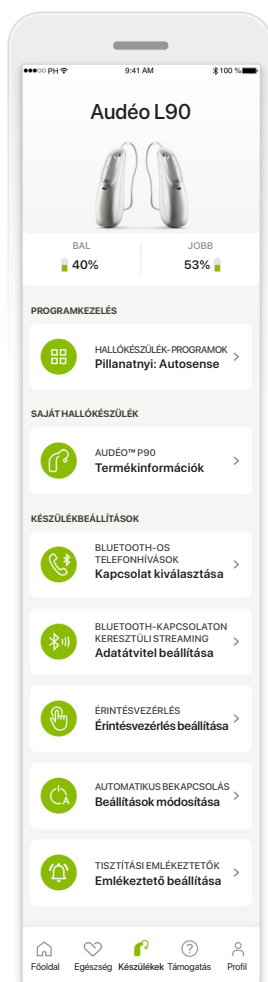 PH 9:41 AM 100 %
Audéo L90
BAL JOBB
40% 53%
PROGRAMKEZELÉS
HALLÓKÉSZÜLÉK-PROGRAMOK
Pillanatnyi: Autosense
SAJÁT HALLÓKÉSZÜLÉK
AUDÉO™ P90
Termékinformációk
KÉSZÜLÉKBEÁLLÍTÁSOK
BLUETOOTH-OS
TELEFONHÍVÁSOK
Kapcsolat kiválasztása
BLUETOOTH-KAPCSOLATON
KERESZTÜLI STREAMING
Adatátvitel beállítása
ÉRINTÉSVEZÉRLÉS
Érintésvezérlés beállítása
AUTOMATIKUS BEKAPCSOLÁS
Beállítások módosítása
TISZTÍTÁSI EMLÉKEZTETŐK
Emlékeztető beállítása
Főoldal Egészség Készülékek Támogatás Profil